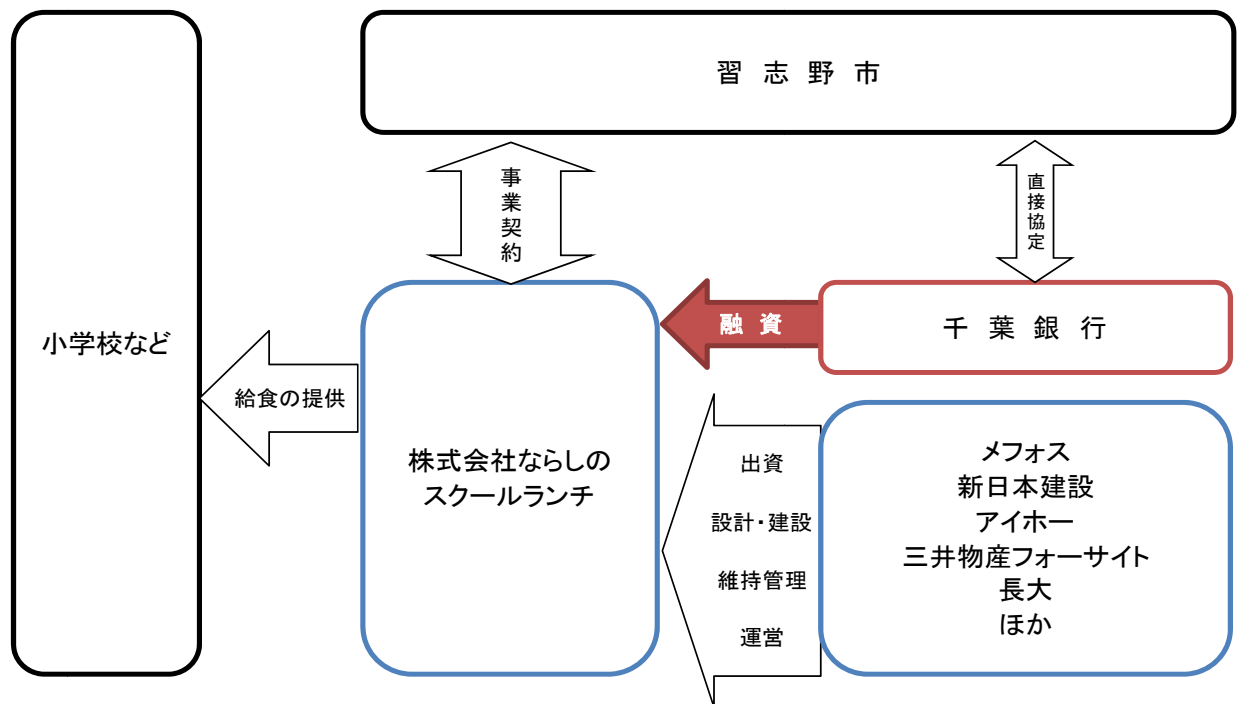 習 志 野 市
事業契約
直接協定
小学校など
給食の提供
株式会社ならしの
スクールランチ
融 資
千 葉 銀 行
出資
設計・建設
維持管理
運営
メフォス
新日本建設
アイホー
三井物産フォーサイト
長大
ほか